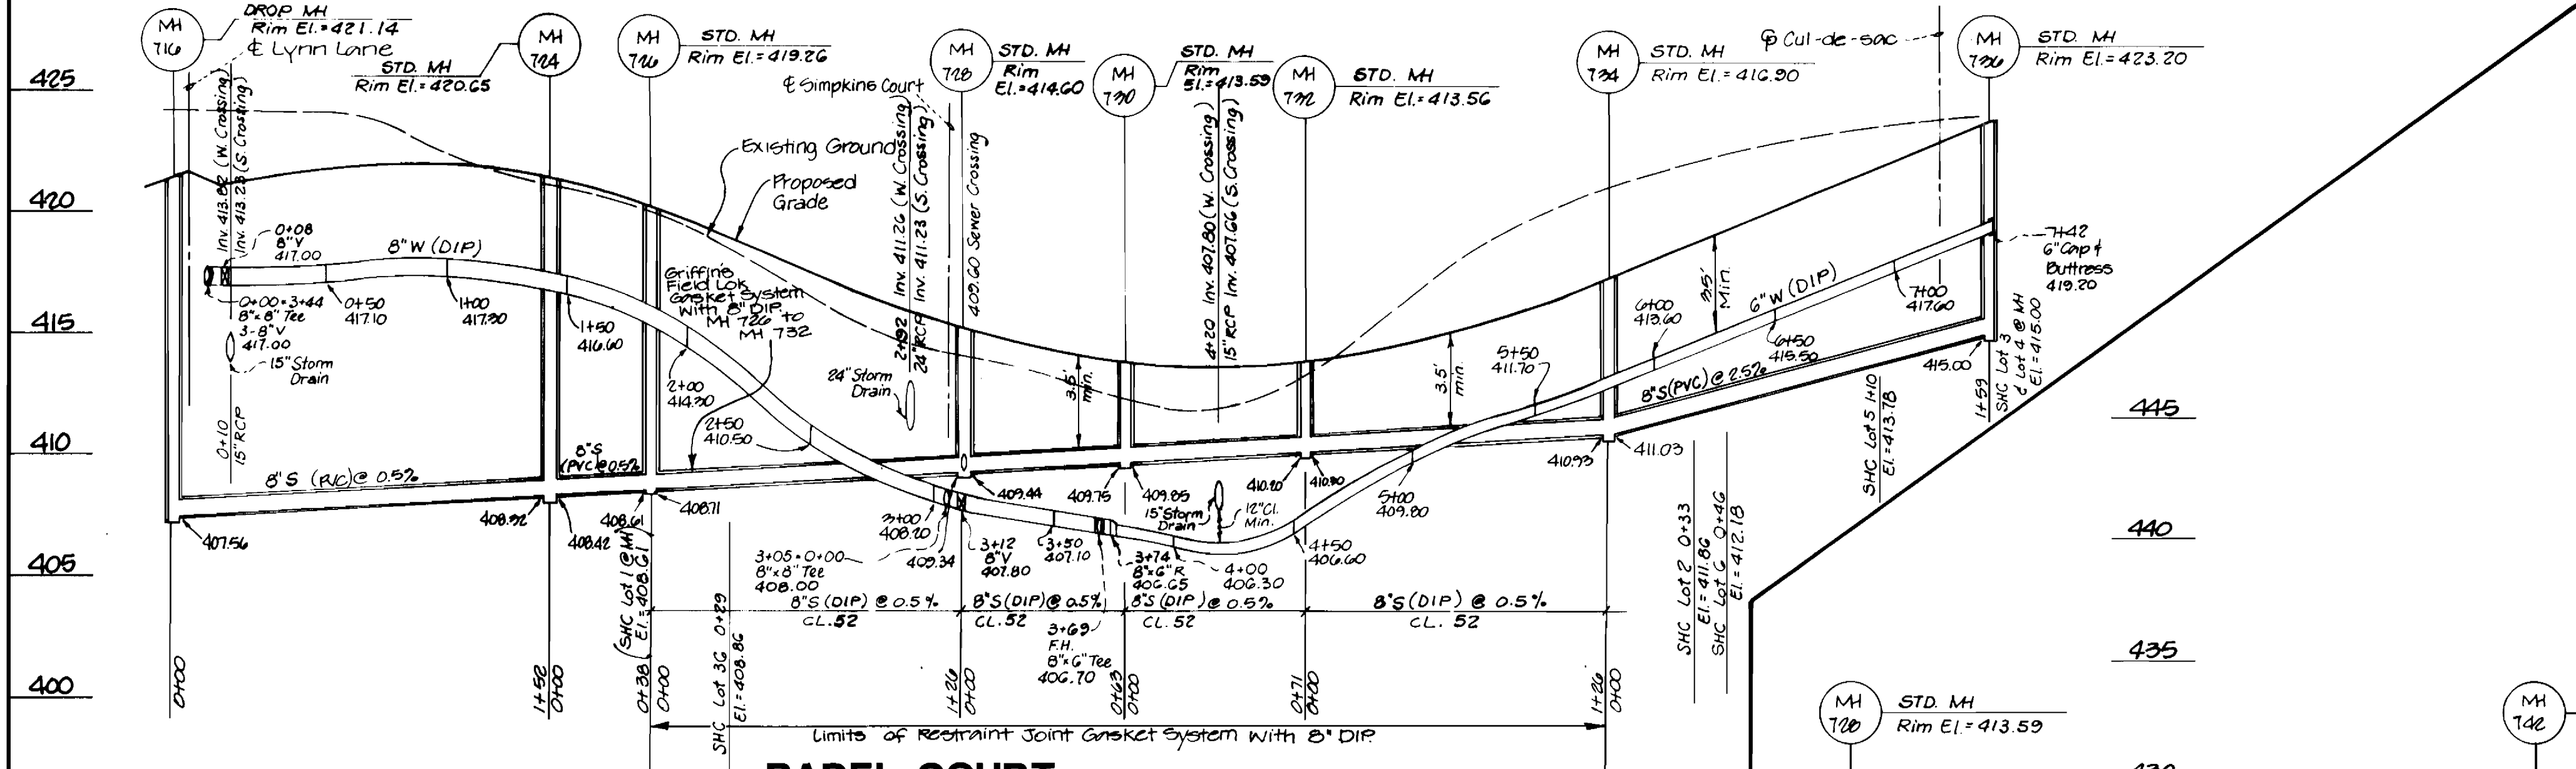 MH
716
DROP MH
Rim El.=421.14
℄ Lynn Lane
STD. MH
Rim El.=420.65
MH
724
MH
726
STD. MH
Rim El.=419.26
℄ Simpkins Court
MH
728
STD. MH
Rim
El.=414.60
MH
730
STD. MH
Rim
El.=413.59
MH
732
STD. MH
Rim El.=413.56
MH
734
STD. MH
Rim El.=416.90
Cul-de-sac
MH
736
STD. MH
Rim El.=423.20
425
420
415
410
405
400
Inv. 413.82 (W. Crossing)
Inv. 413.23 (S. Crossing)
0+10
15" RCP
0+08
8"V
417.00
8"W (DIP)
0+00=3+44
8"x8" Tee
3-8"V
417.00
15" Storm
Drain
0+50
417.10
1+00
417.30
1+50
416.60
Existing Ground
Proposed
Grade
Griffin's
Field Lok
Gasket System
With 8" DIP
MH 726 to
MH 732
2+00
414.30
2+50
410.50
24" Storm
Drain
2+92 Inv. 411.26 (W. Crossing)
24" RCP Inv. 411.23 (S. Crossing)
409.60 Sewer Crossing
3.5'
min.
4+20 Inv. 407.80 (W. Crossing)
15" RCP Inv. 407.66 (S. Crossing)
3.5'
min.
5+50
411.70
6+00
413.60
3.5'
Min.
6"W (DIP)
6+50
415.50
7+00
417.60
7+42
6" Cap &
Buttress
419.20
8"S (PVC) @ 0.5%
8"S
(PVC @ 0.5%
8"S (PVC) @ 2.5%
407.56
408.32
408.42
408.61
408.71
3+00
408.20
409.34
409.44
3+05=0+00
8"x8" Tee
408.00
3+12
8"V
407.80
3+50
407.10
409.75
409.85
15" Storm
Drain
12" Cl.
Min.
3+74
8"x6" R
406.65
4+00
406.30
410.20
410.30
4+50
406.60
5+00
409.80
410.93
411.03
415.00
1+59
SHC Lot 3
& Lot 4 @ MH
El.=415.00
SHC Lot 5 1+10
El.=413.78
SHC Lot 2 0+33
El.=411.86
SHC Lot 6 0+46
El.=412.18
(SHC Lot 1 @ MH
El.=408.61)
SHC Lot 36 0+29
El.=408.86
8"S (DIP) @ 0.5%
CL. 52
8"S (DIP) @ 0.5%
CL. 52
8"S (DIP) @ 0.5%
CL. 52
8"S (DIP) @ 0.5%
CL. 52
3+69
F.H.
8"x6" Tee
406.70
0+00
1+52
0+00
0+38
0+00
1+26
0+00
0+63
0+00
0+71
0+00
1+26
0+00
Limits of Restraint Joint Gasket System With 8" DIP
445
440
435
MH
728
STD. MH
Rim El.=413.59
MH
742